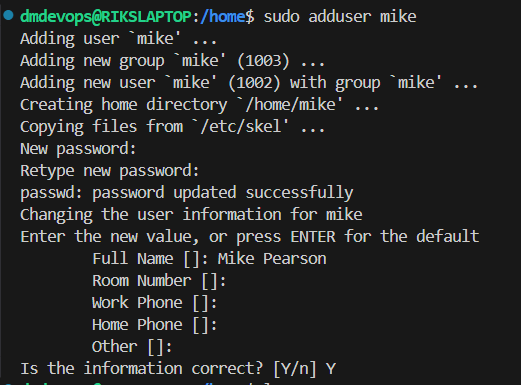 dmdevops@RIKSLAPTOP:/home$ sudo adduser mike
Adding user `mike' ...
Adding new group `mike' (1003) ...
Adding new user `mike' (1002) with group `mike' ...
Creating home directory `/home/mike' ...
Copying files from `/etc/skel' ...
New password:
Retype new password:
passwd: password updated successfully
Changing the user information for mike
Enter the new value, or press ENTER for the default
Full Name []: Mike Pearson
Room Number []:
Work Phone []:
Home Phone []:
Other []:
Is the information correct? [Y/n] Y